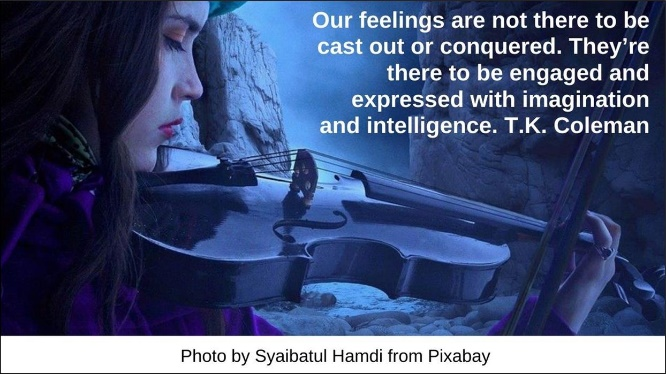 Our feelings are not there to be
cast out or conquered. They’re
there to be engaged and
expressed with imagination
and intelligence. T.K. Coleman
Photo by Syaibatul Hamdi from Pixabay